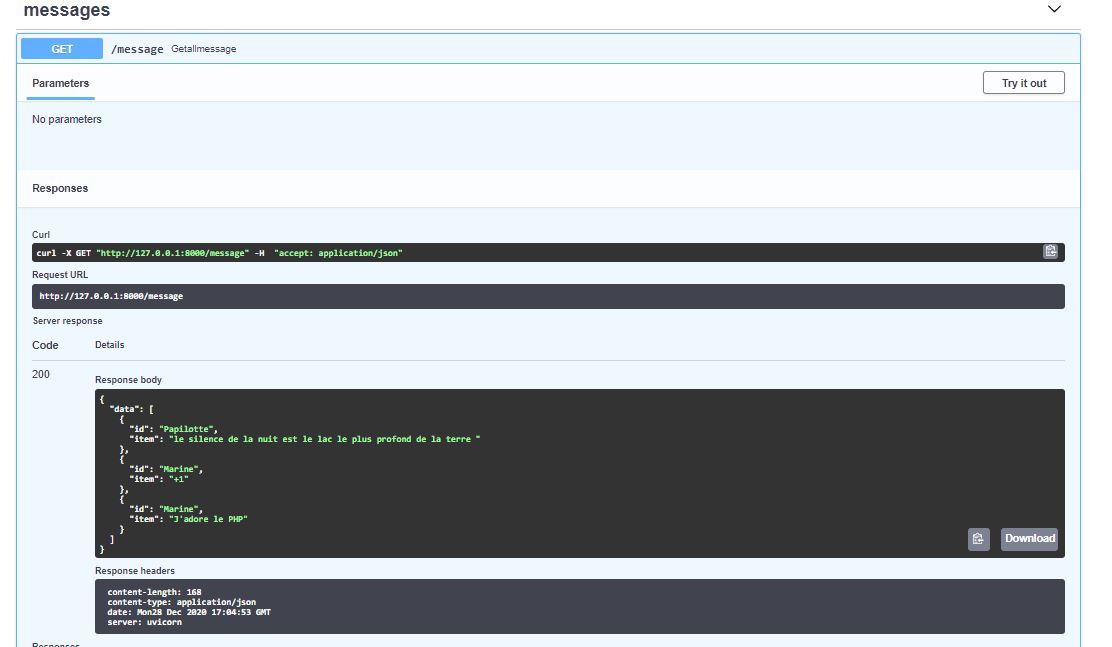 messages
GET /message Getallmessage
Parameters
Try it out
No parameters
Responses
Curl
curl -X GET "http://127.0.0.1:8000/message" -H  "accept: application/json"
Request URL
http://127.0.0.1:8000/message
Server response
Code Details
200
Response body
{
"data": [
{
"id": "Papilotte",
"item": "le silence de la nuit est le lac le plus profond de la terre "
},
{
"id": "Marine",
"item": "+1"
},
{
"id": "Marine",
"item": "J'adore le PHP"
}
]
}
Download
Response headers
content-length: 168
content-type: application/json
date: Mon28 Dec 2020 17:04:53 GMT
server: uvicorn
Responses